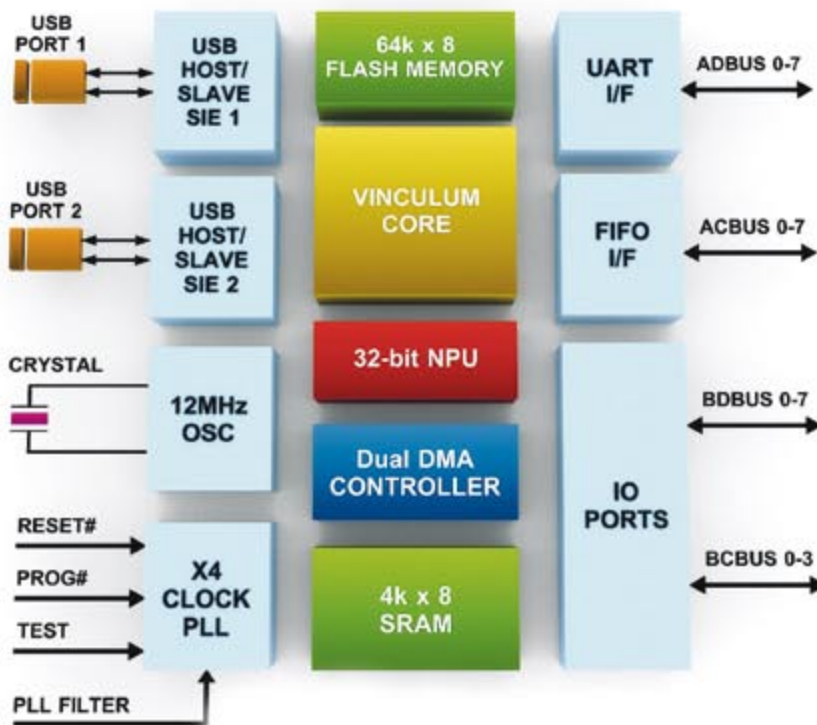 USB
PORT 1
USB
HOST/
SLAVE
SIE 1
64k x 8
FLASH MEMORY
UART
I/F
ADBUS 0-7
USB
PORT 2
USB
HOST/
SLAVE
SIE 2
VINCULUM
CORE
FIFO
I/F
ACBUS 0-7
CRYSTAL
12MHz
OSC
32-bit NPU
Dual DMA
CONTROLLER
IO
PORTS
BDBUS 0-7
BCBUS 0-3
RESET#
PROG#
TEST
PLL FILTER
X4
CLOCK
PLL
4k x 8
SRAM